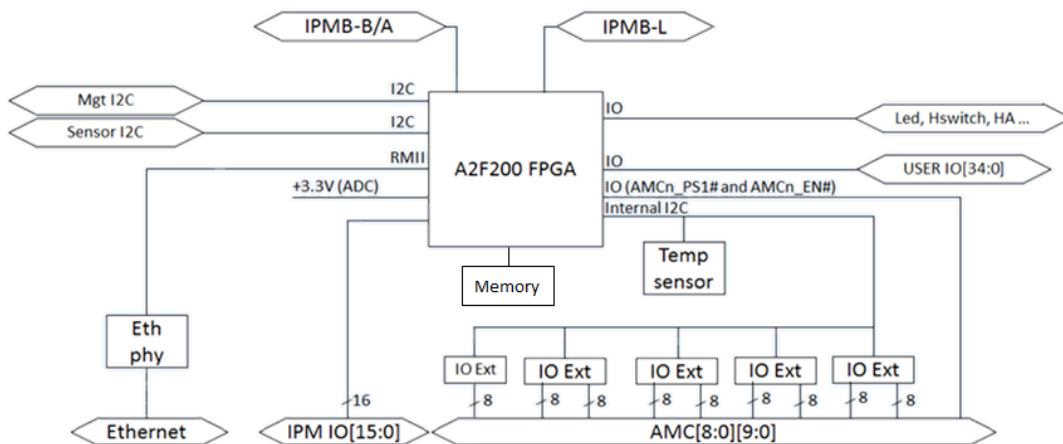 IPMB-B/A
IPMB-L
Mgt I2C
I2C
IO
Led, Hswitch, HA ...
Sensor I2C
I2C
RMII
A2F200 FPGA
IO
USER IO[34:0]
+3.3V (ADC)
IO (AMCn_PS1# and AMCn_EN#)
Internal I2C
Temp
sensor
Memory
Eth
phy
IO Ext
IO Ext
IO Ext
IO Ext
IO Ext
16
8
8
8
8
8
8
8
8
8
Ethernet
IPM IO[15:0]
AMC[8:0][9:0]